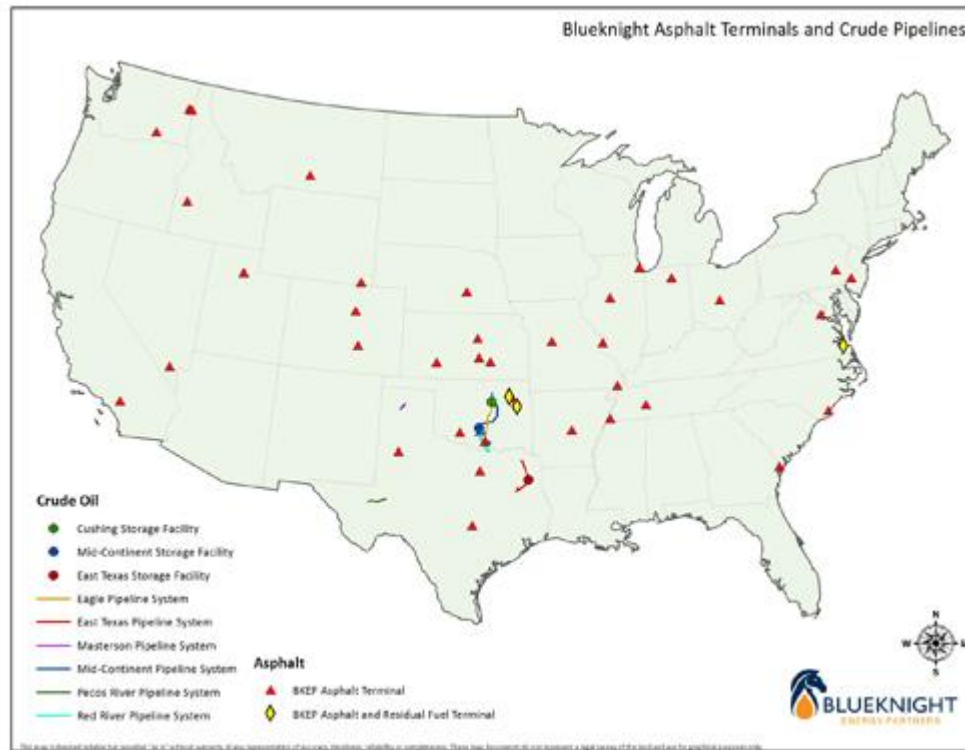 Blueknight Asphalt Terminals and Crude Pipelines
Crude Oil
Cushing Storage Facility
Mid-Continent Storage Facility
East Texas Storage Facility
Eagle Pipeline System
East Texas Pipeline System
Masterson Pipeline System
Mid-Continent Pipeline System
Pecos River Pipeline System
Red River Pipeline System
Asphalt
BKEP Asphalt Terminal
BKEP Asphalt and Residual Fuel Terminal
N
W
E
S
BLUEKNIGHT
ENERGY PARTNERS